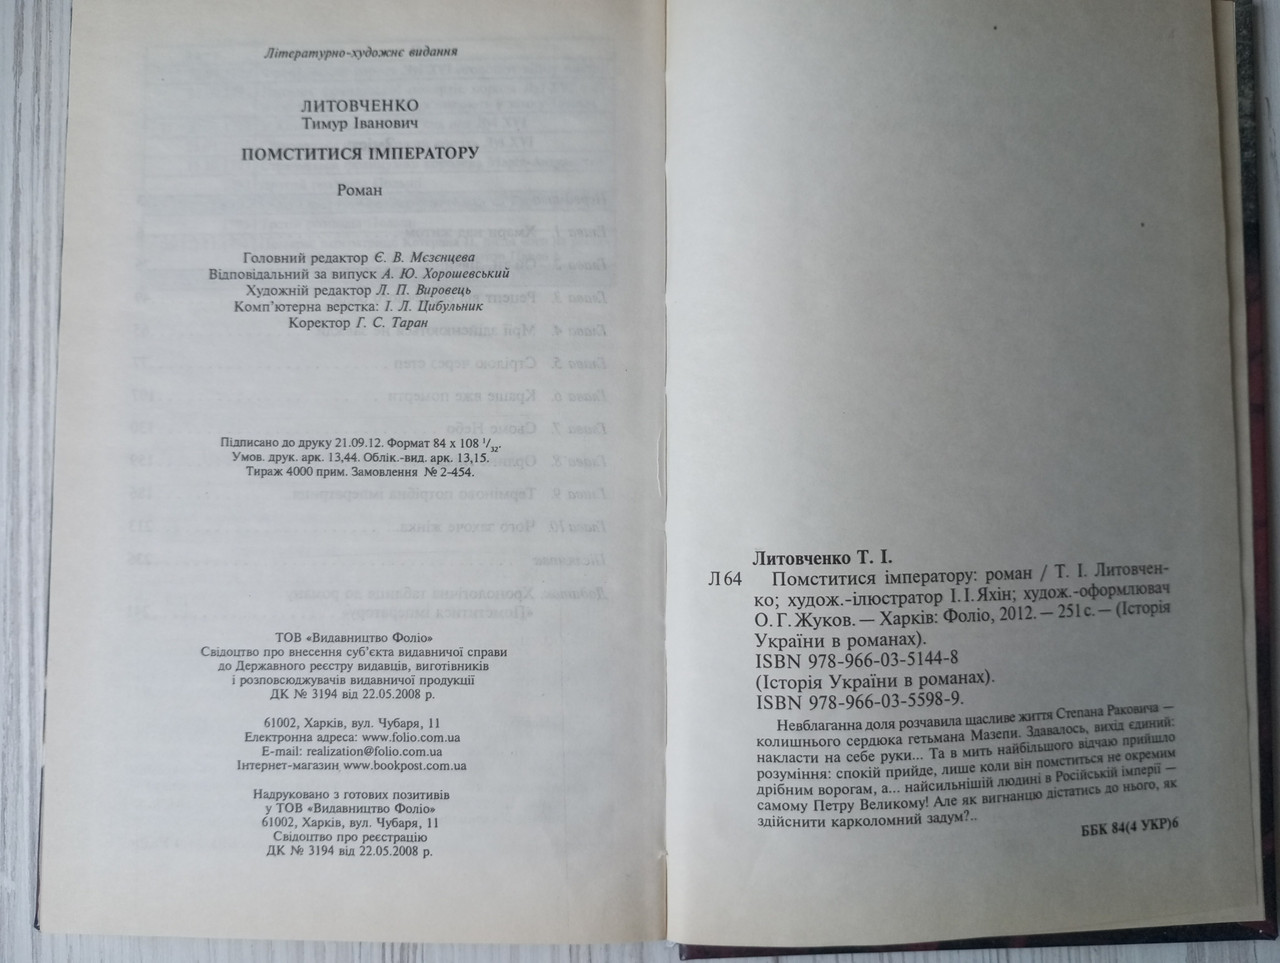 Літературно-художнє видання
ЛИТОВЧЕНКО
Тимур Іванович
ПОМСТИТИСЯ ІМПЕРАТОРУ
Роман
Головний редактор Є. В. Мєзєнцева
Відповідальний за випуск А. Ю. Хорошевський
Художній редактор Л. П. Вировець
Комп'ютерна верстка: І. Л. Цибульник
Коректор Г. С. Таран
Підписано до друку 21.09.12. Формат 84 x 108 1/32.
Умов. друк. арк. 13,44. Облік.-вид. арк. 13,15.
Тираж 4000 прим. Замовлення № 2-454.
ТОВ «Видавництво Фоліо»
Свідоцтво про внесення суб'єкта видавничої справи
до Державного реєстру видавців, виготівників
і розповсюджувачів видавничої продукції
ДК № 3194 від 22.05.2008 р.
61002, Харків, вул. Чубаря, 11
Електронна адреса: www.folio.com.ua
E-mail: realization@folio.com.ua
Інтернет-магазин www.bookpost.com.ua
Надруковано з готових позитивів
у ТОВ «Видавництво Фоліо»
61002, Харків, вул. Чубаря, 11
Свідоцтво про реєстрацію
ДК № 3194 від 22.05.2008 р.
Литовченко Т. І.
Л 64 Помститися імператору: роман / Т. І. Литовчен-
ко; худож.-ілюстратор І. І. Яхін; худож.-оформлювач
О. Г. Жуков. — Харків: Фоліо, 2012. — 251 с. — (Історія
України в романах).
ISBN 978-966-03-5144-8
(Історія України в романах).
ISBN 978-966-03-5598-9.
Невблаганна доля розчавила щасливе життя Степана Раковича —
колишнього сердюка гетьмана Мазепи. Здавалось, вихід єдиний:
накласти на себе руки... Та в мить найбільшого відчаю прийшло
розуміння: спокій прийде, лише коли він помститься не окремим
дрібним ворогам, а... найсильнішій людині в Російській імперії —
самому Петру Великому! Але як вигнанцю дістатись до нього, як
здійснити карколомний задум?..
ББК 84(4 УКР)6